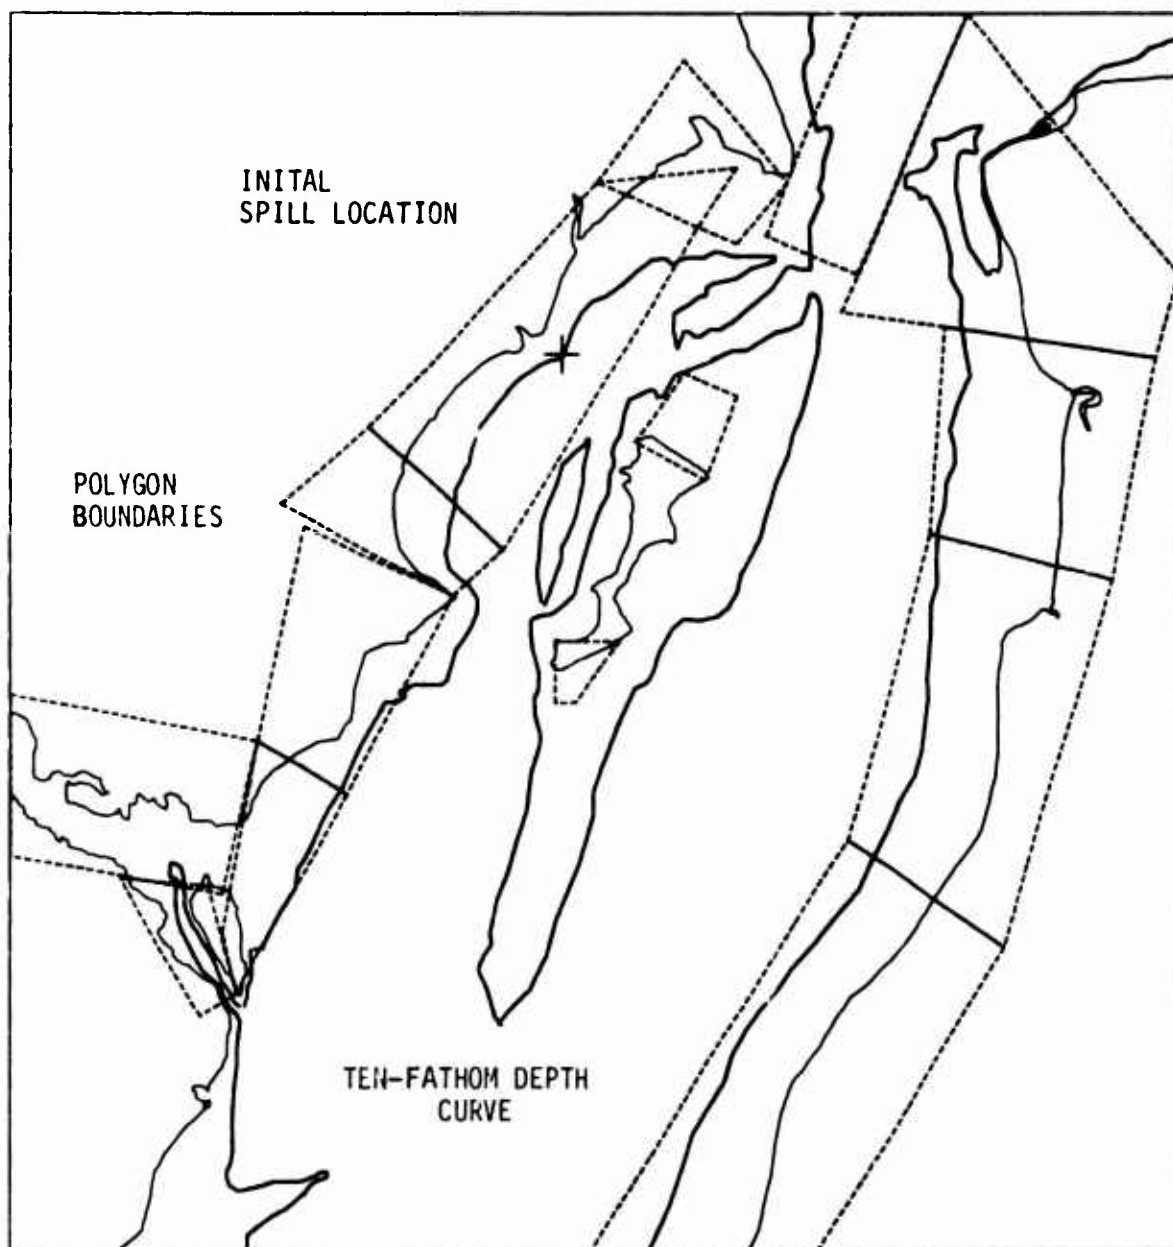 INITAL
SPILL LOCATION
POLYGON
BOUNDARIES
TEN-FATHOM DEPTH
CURVE